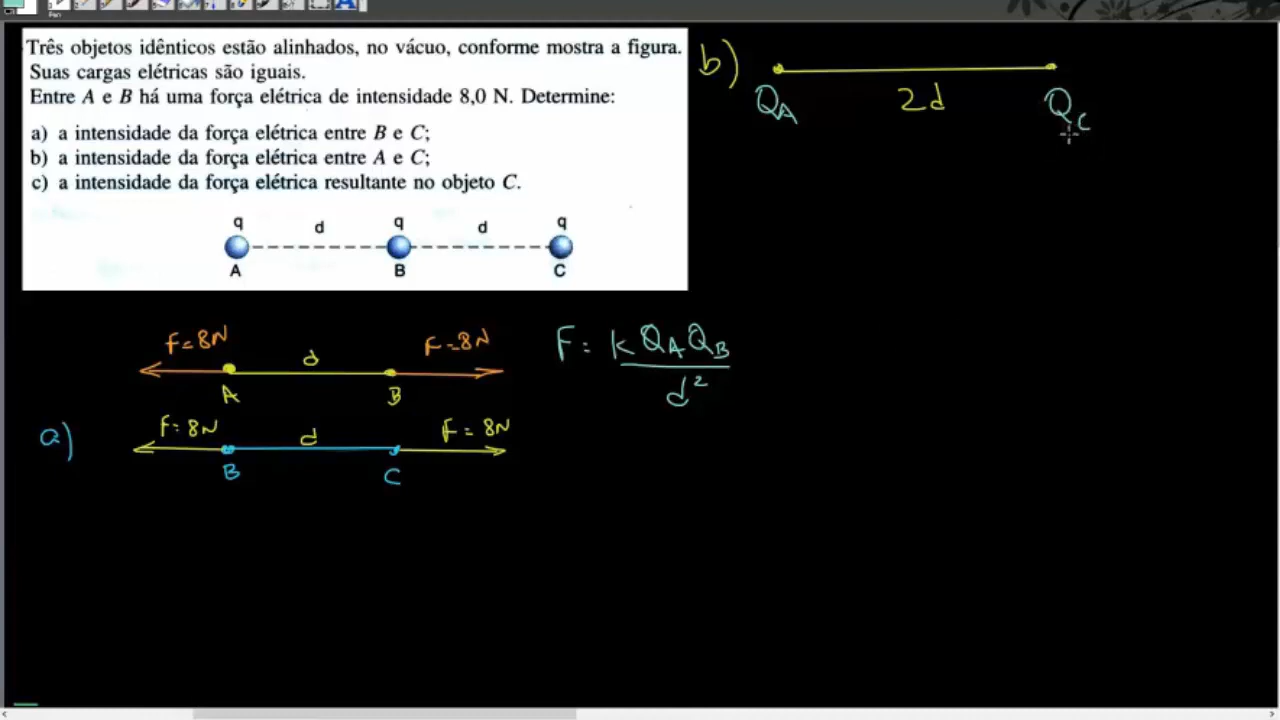 Três objetos idênticos estão alinhados, no vácuo, conforme mostra a figura.
Suas cargas elétricas são iguais.
Entre A e B há uma força elétrica de intensidade 8,0 N. Determine:
a) a intensidade da força elétrica entre B e C;
b) a intensidade da força elétrica entre A e C;
c) a intensidade da força elétrica resultante no objeto C.
q d q d q
A B C
F=8N d F=8N
A B
a) F=8N d F=8N
B C
F= K QA QB
d²
b)
QA 2d QC